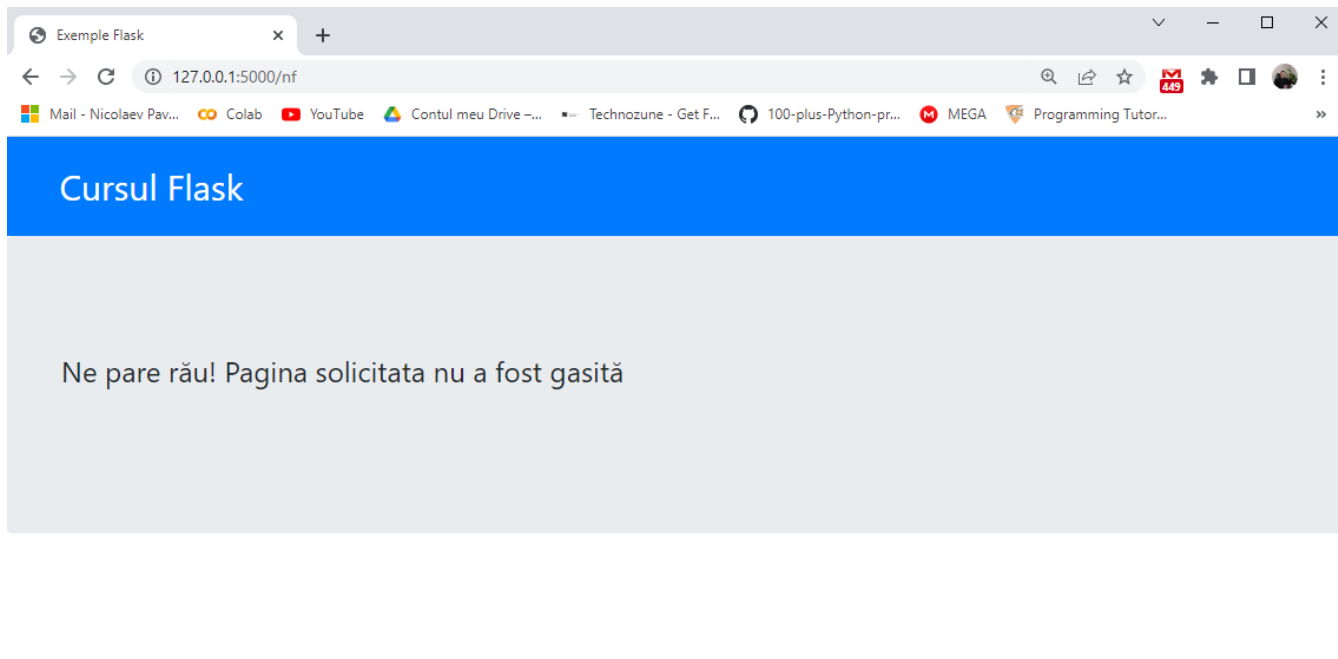 Exemple Flask
127.0.0.1:5000/nf
449
Mail - Nicolaev Pav... Colab YouTube Contul meu Drive –... Technozune - Get F... 100-plus-Python-pr... MEGA Programming Tutor... »
Cursul Flask
Ne pare rău! Pagina solicitata nu a fost gasită